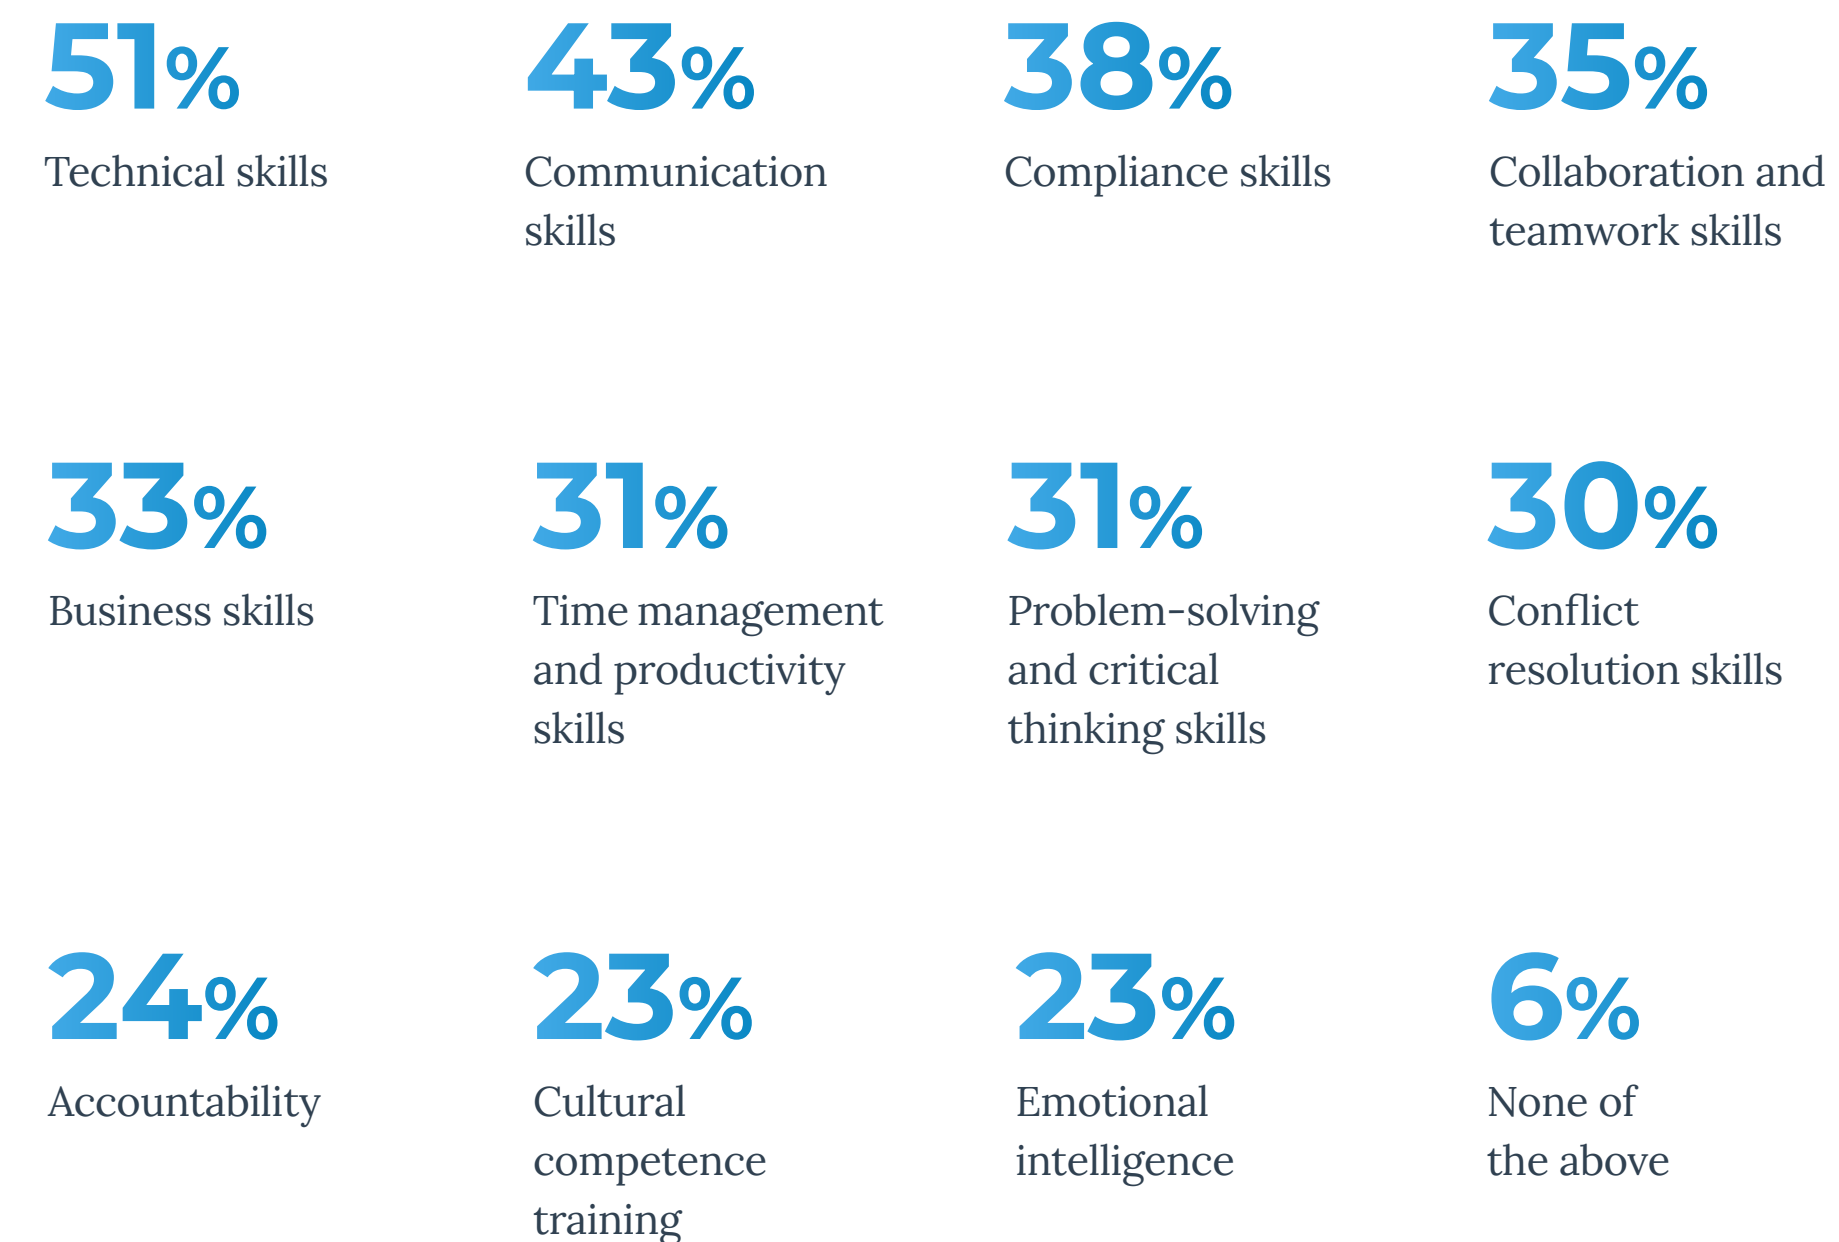 51%
Technical skills
43%
Communication
skills
38%
Compliance skills
35%
Collaboration and
teamwork skills
33%
Business skills
31%
Time management
and productivity
skills
31%
Problem-solving
and critical
thinking skills
30%
Conflict
resolution skills
24%
Accountability
23%
Cultural
competence
training
23%
Emotional
intelligence
6%
None of
the above